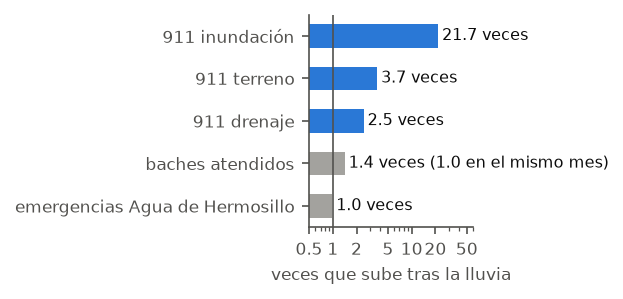 911 inundación 21.7 veces
911 terreno 3.7 veces
911 drenaje 2.5 veces
baches atendidos 1.4 veces (1.0 en el mismo mes)
emergencias Agua de Hermosillo 1.0 veces
0.5 1 2 5 10 20 50
veces que sube tras la lluvia